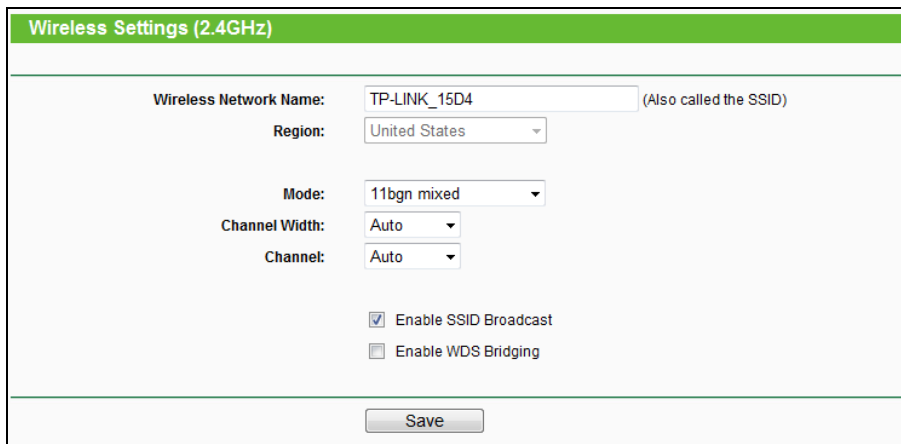 Wireless Settings (2.4GHz)
Wireless Network Name: TP-LINK_15D4 (Also called the SSID)
Region: United States
Mode: 11bgn mixed
Channel Width: Auto
Channel: Auto
Enable SSID Broadcast
Enable WDS Bridging
Save